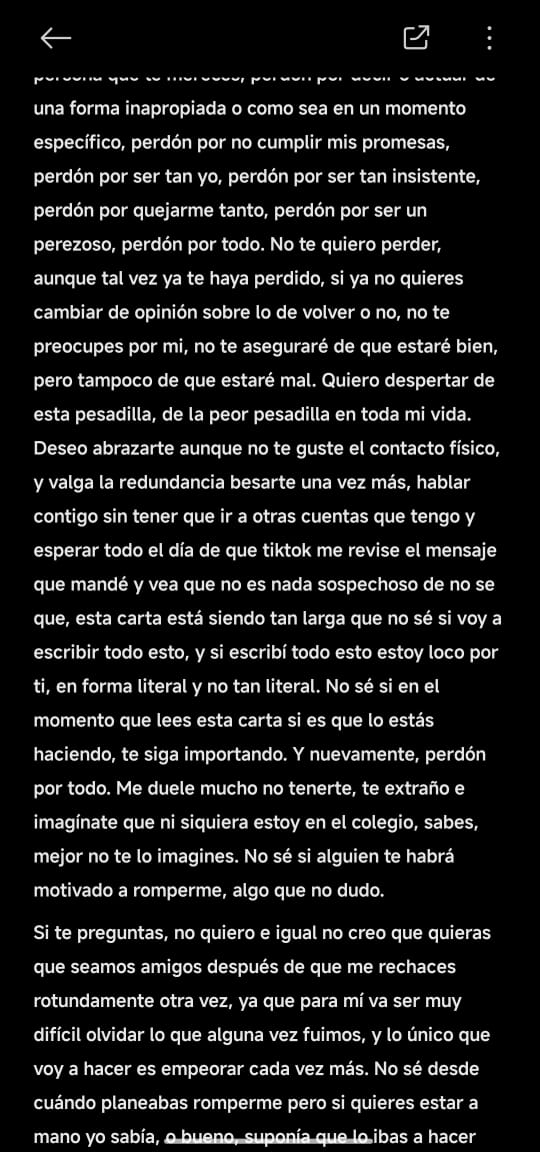 persona que te mereces, perdón por decir o actuar de
una forma inapropiada o como sea en un momento
específico, perdón por no cumplir mis promesas,
perdón por ser tan yo, perdón por ser tan insistente,
perdón por quejarme tanto, perdón por ser un
perezoso, perdón por todo. No te quiero perder,
aunque tal vez ya te haya perdido, si ya no quieres
cambiar de opinión sobre lo de volver o no, no te
preocupes por mi, no te aseguraré de que estaré bien,
pero tampoco de que estaré mal. Quiero despertar de
esta pesadilla, de la peor pesadilla en toda mi vida.
Deseo abrazarte aunque no te guste el contacto físico,
y valga la redundancia besarte una vez más, hablar
contigo sin tener que ir a otras cuentas que tengo y
esperar todo el día de que tiktok me revise el mensaje
que mandé y vea que no es nada sospechoso de no se
que, esta carta está siendo tan larga que no sé si voy a
escribir todo esto, y si escribí todo esto estoy loco por
ti, en forma literal y no tan literal. No sé si en el
momento que lees esta carta si es que lo estás
haciendo, te siga importando. Y nuevamente, perdón
por todo. Me duele mucho no tenerte, te extraño e
imagínate que ni siquiera estoy en el colegio, sabes,
mejor no te lo imagines. No sé si alguien te habrá
motivado a romperme, algo que no dudo.
Si te preguntas, no quiero e igual no creo que quieras
que seamos amigos después de que me rechaces
rotundamente otra vez, ya que para mí va ser muy
difícil olvidar lo que alguna vez fuimos, y lo único que
voy a hacer es empeorar cada vez más. No sé desde
cuándo planeabas romperme pero si quieres estar a
mano yo sabía, o bueno, suponía que lo ibas a hacer